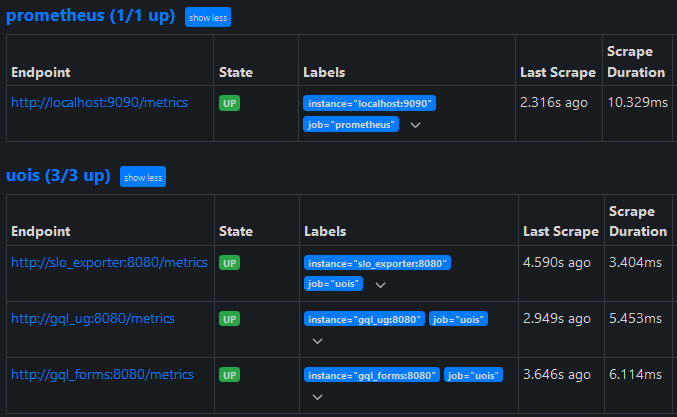 prometheus (1/1 up) show less
Endpoint State Labels Last Scrape Scrape Duration
http://localhost:9090/metrics UP instance="localhost:9090" job="prometheus" 2.316s ago 10.329ms
uois (3/3 up) show less
Endpoint State Labels Last Scrape Scrape Duration
http://slo_exporter:8080/metrics UP instance="slo_exporter:8080" job="uois" 4.590s ago 3.404ms
http://gql_ug:8080/metrics UP instance="gql_ug:8080" job="uois" 2.949s ago 5.453ms
http://gql_forms:8080/metrics UP instance="gql_forms:8080" job="uois" 3.646s ago 6.114ms